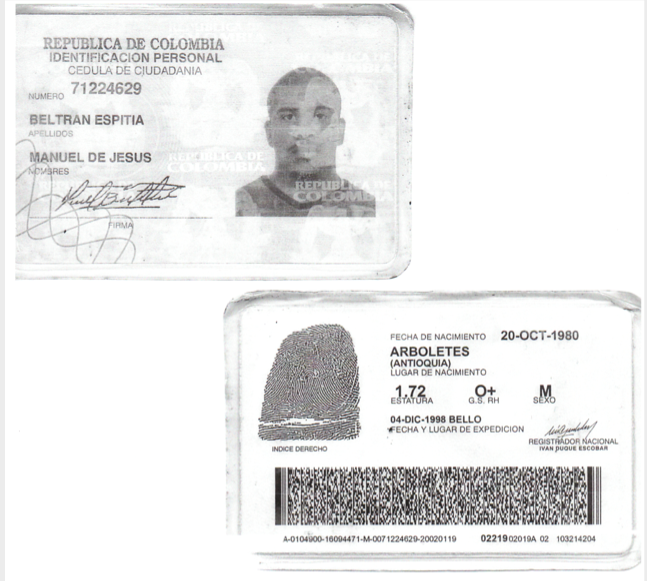 REPUBLICA DE COLOMBIA
IDENTIFICACION PERSONAL
CEDULA DE CIUDADANIA
NUMERO 71224629
BELTRAN ESPITIA
APELLIDOS
MANUEL DE JESUS
NOMBRES
FIRMA
REPUBLICA DE
COLOMBIA
REPUBLICA DE
COLOMBIA
FECHA DE NACIMIENTO 20-OCT-1980
ARBOLETES
(ANTIOQUIA)
LUGAR DE NACIMIENTO
1.72 O+ M
ESTATURA G.S. RH SEXO
04-DIC-1998 BELLO
FECHA Y LUGAR DE EXPEDICION
REGISTRADOR NACIONAL
IVAN DUQUE ESCOBAR
INDICE DERECHO
A-0104900-16094471-M-0071224629-20020119 02219 02019A 02 103214204